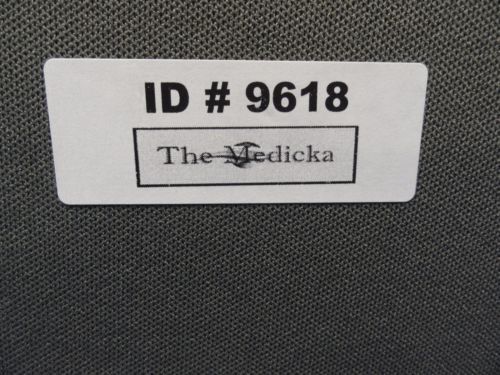 ID # 9618
The Medicka